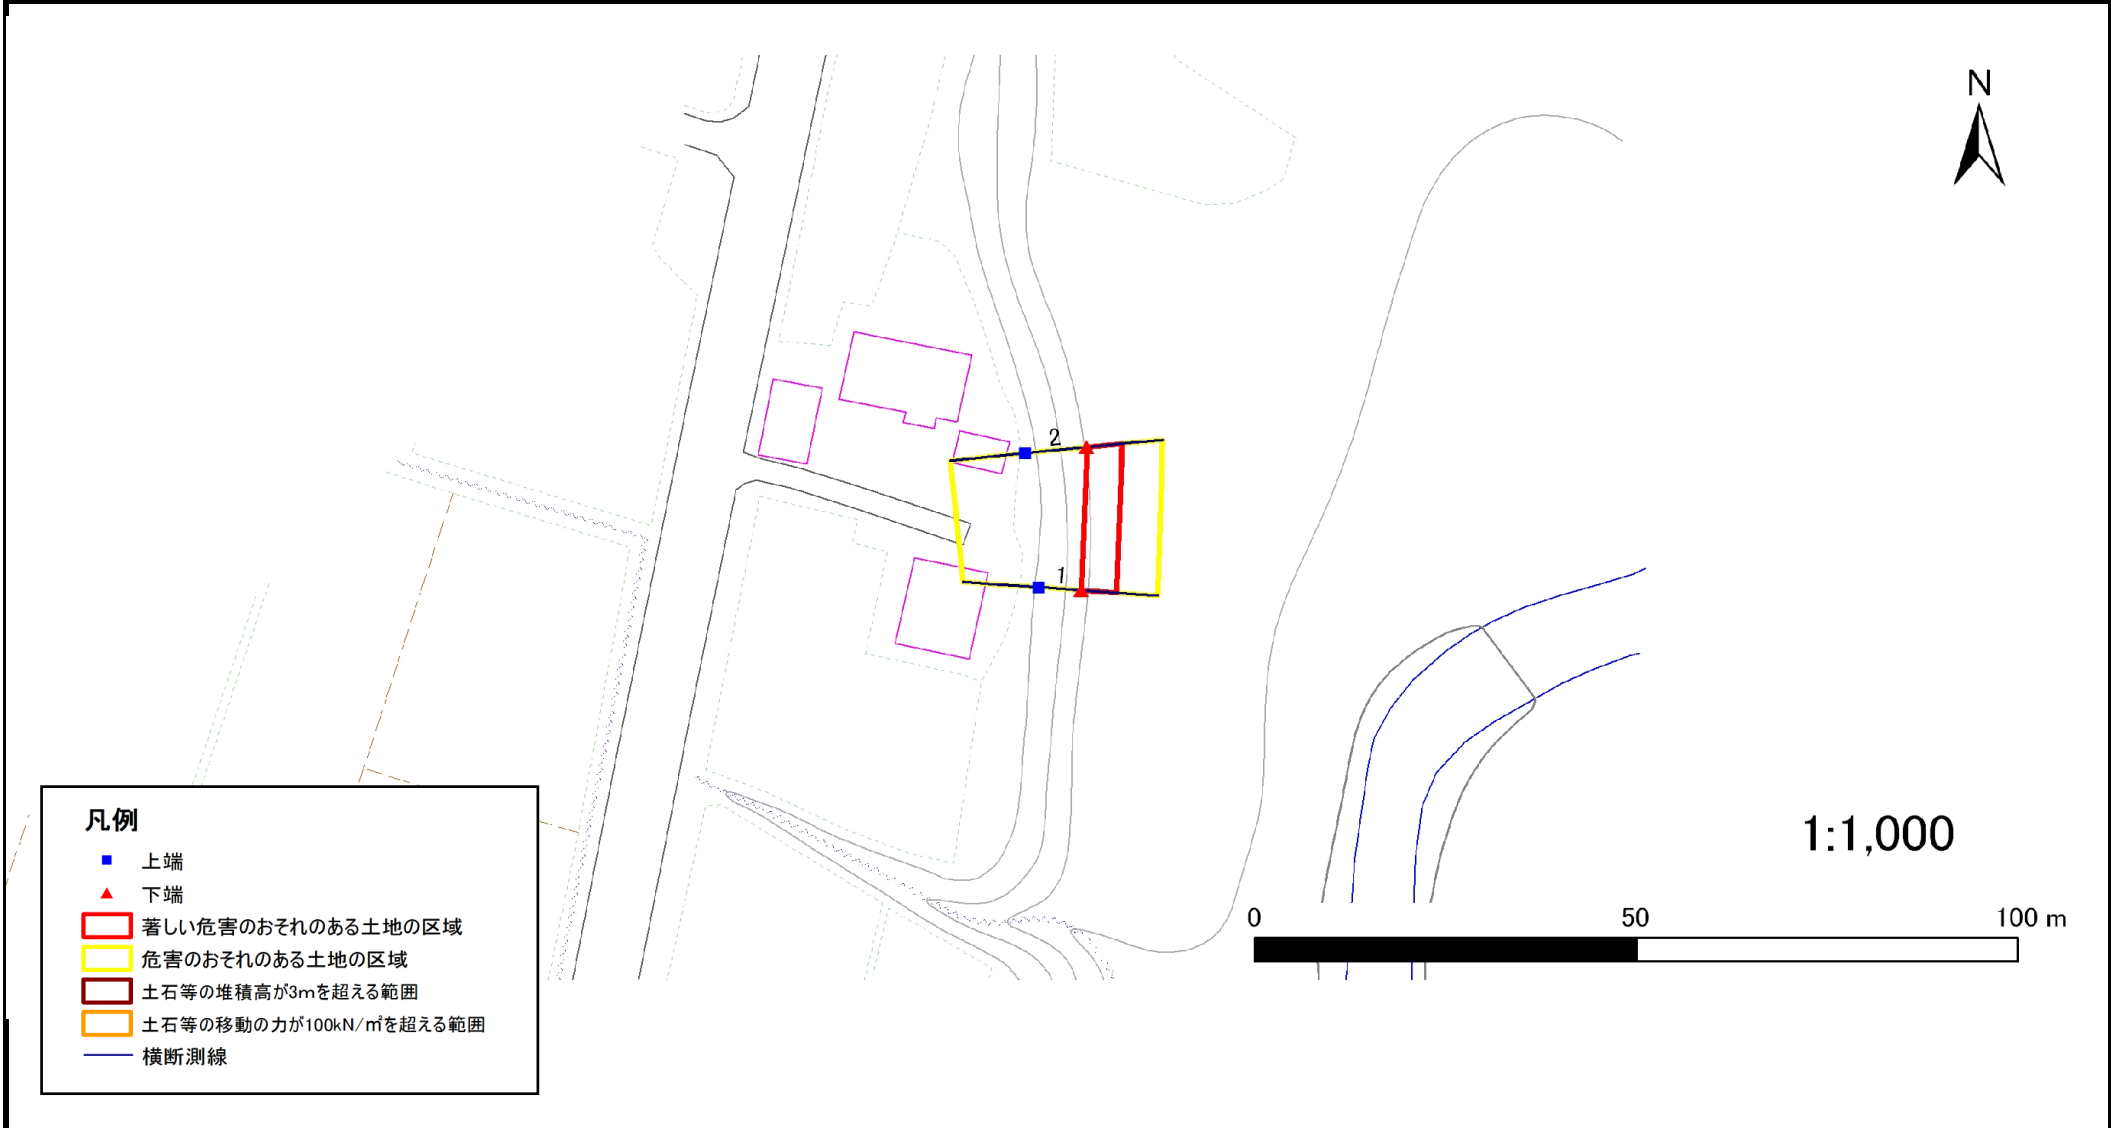 N
2
1
1:1,000
0 50 100 m
凡例
上端
下端
著しい危害のおそれのある土地の区域
危害のおそれのある土地の区域
土石等の堆積高が3mを超える範囲
土石等の移動の力が100kN/㎡を超える範囲
横断測線